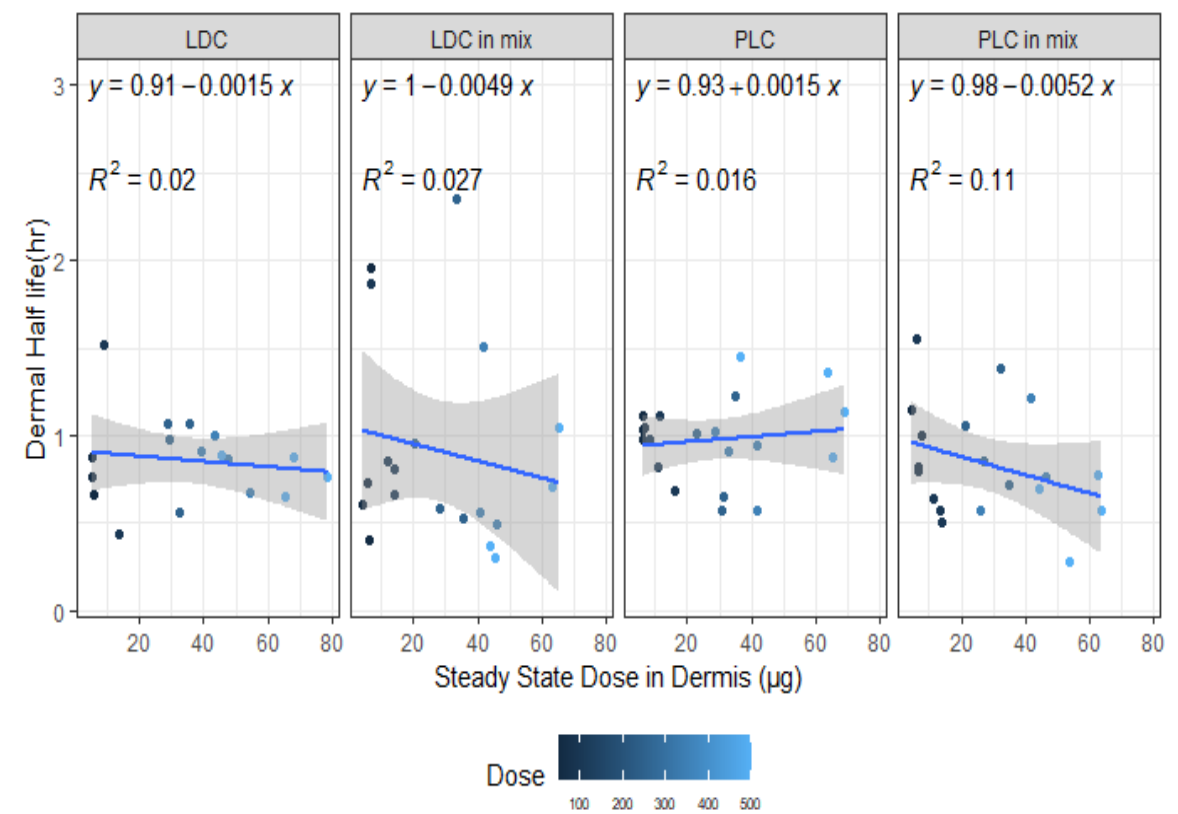 LDC LDC in mix PLC PLC in mix
y = 0.91 − 0.0015 x y = 1 − 0.0049 x y = 0.93 + 0.0015 x y = 0.98 − 0.0052 x
R² = 0.02 R² = 0.027 R² = 0.016 R² = 0.11
3
2
1
0
Dermal Half life(hr)
20 40 60 80 20 40 60 80 20 40 60 80 20 40 60 80
Steady State Dose in Dermis (µg)
Dose
100 200 300 400 500